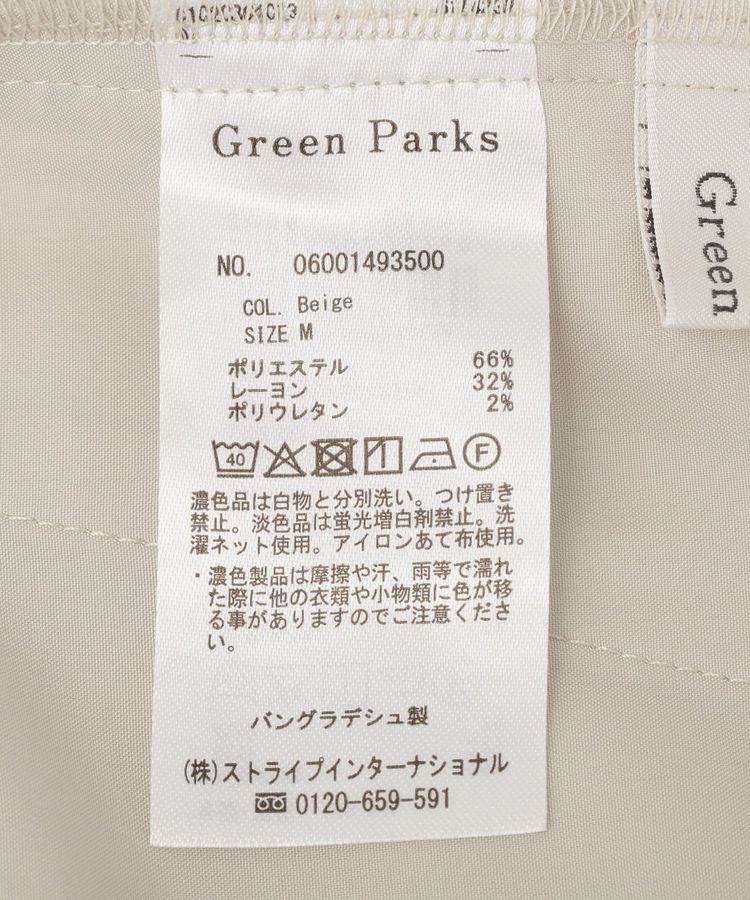 Green Parks
NO. 06001493500
COL. Beige
SIZE M
ポリエステル 66%
レーヨン 32%
ポリウレタン 2%
40 F
濃色品は白物と分別洗い。つけ置き
禁止。淡色品は蛍光増白剤禁止。洗
濯ネット使用。アイロンあて布使用。
・濃色製品は摩擦や汗、雨等で濡れ
た際に他の衣類や小物類に色が移
る事がありますのでご注意くださ
い。
バングラデシュ製
(株)ストライプインターナショナル
0120-659-591
Green